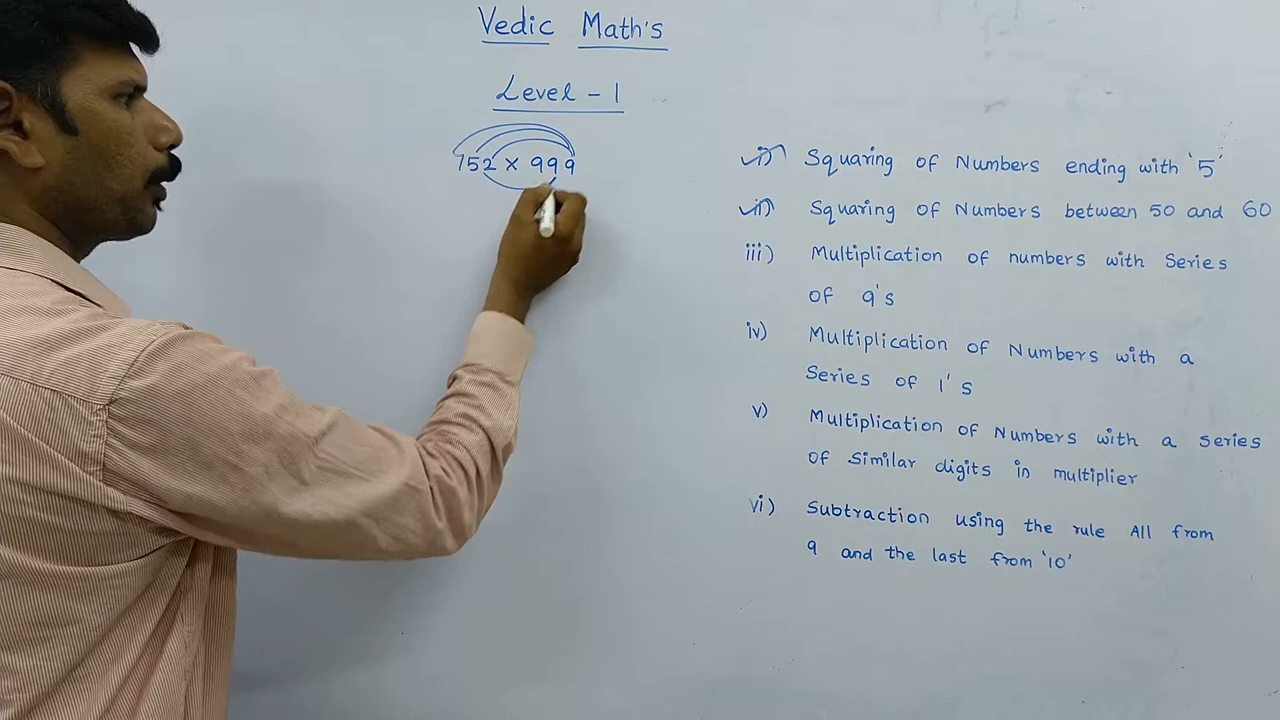 Vedic Math's
Level - 1
752 × 999
i) Squaring of Numbers ending with '5'
ii) Squaring of Numbers between 50 and 60
iii) Multiplication of numbers with Series
of 9's
iv) Multiplication of Numbers with a
Series of 1's
v) Multiplication of Numbers with a series
of similar digits in multiplier
vi) Subtraction using the rule All from
9 and the last from '10'